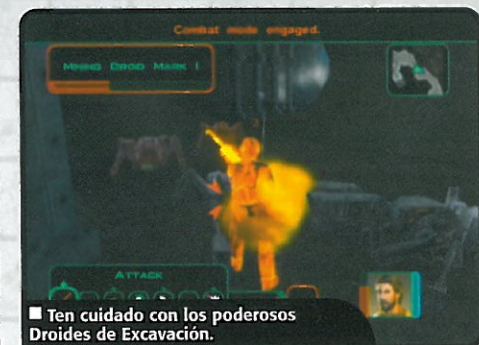 Combat mode engaged.
Mining Droid Mark I
Attack
Ten cuidado con los poderosos
Droides de Excavación.